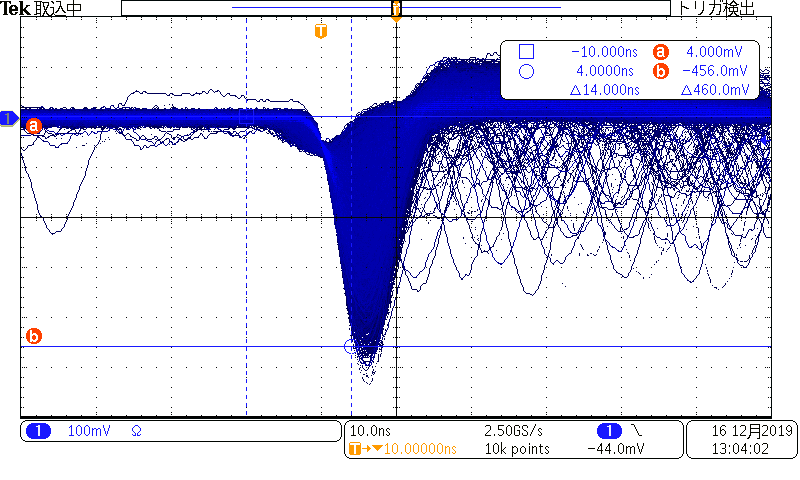 Tek 取込中
トリガ検出
T
T
-10.000ns a 4.000mV
4.0000ns b -456.0mV
Δ14.000ns Δ460.0mV
1
a
b
1 100mV Ω
10.0ns 2.50GS/s 1
T→▼10.00000ns 10k points -44.0mV
16 12月2019
13:04:02